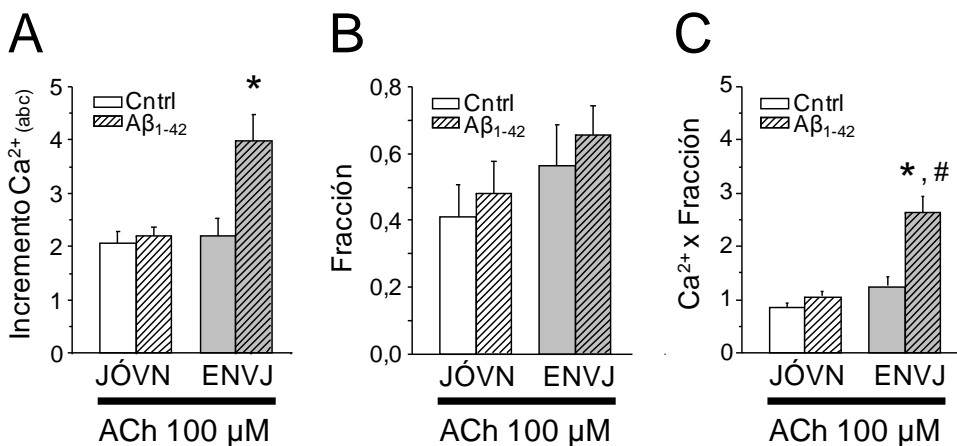 A
Incremento Ca²⁺ (abc)
5
4
3
2
1
0
Cntrl
Aβ₁₋₄₂
*
JÓVN ENVJ
ACh 100 µM
B
Fracción
0,8
0,6
0,4
0,2
0,0
Cntrl
Aβ₁₋₄₂
JÓVN ENVJ
ACh 100 µM
C
Ca²⁺ x Fracción
5
4
3
2
1
0
Cntrl
Aβ₁₋₄₂
* , #
JÓVN ENVJ
ACh 100 µM